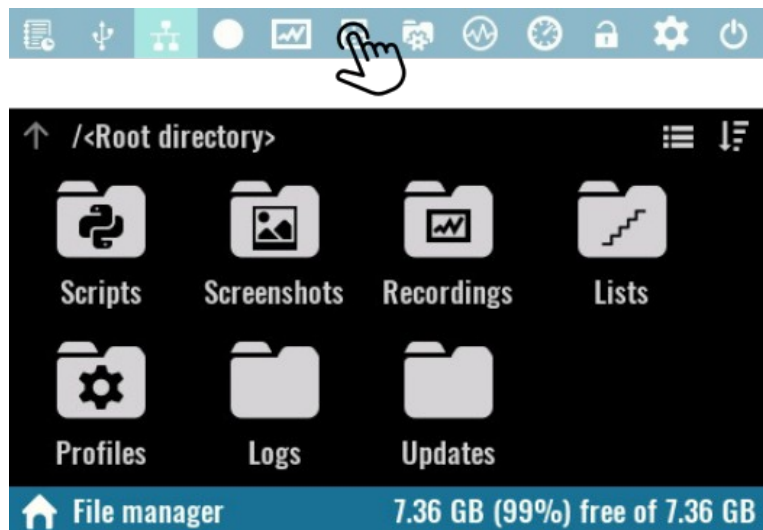 /<Root directory>
Scripts Screenshots Recordings Lists
Profiles Logs Updates
File manager 7.36 GB (99%) free of 7.36 GB